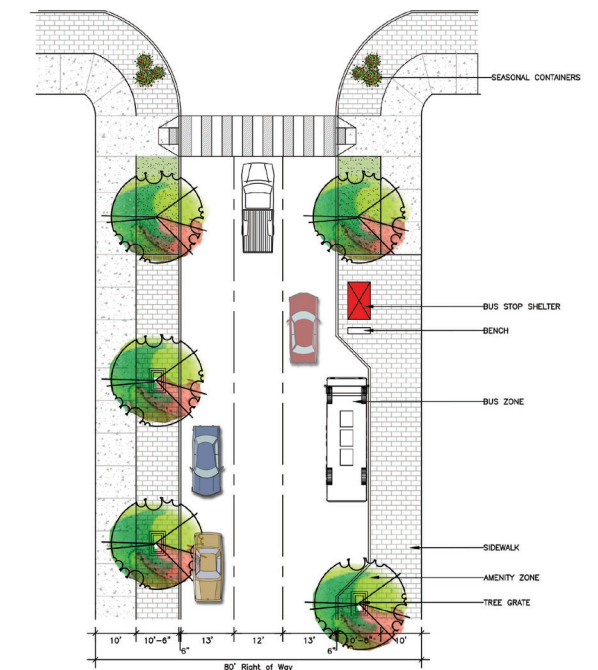 SEASONAL CONTAINERS
BUS STOP SHELTER
BENCH
BUS ZONE
SIDEWALK
AMENITY ZONE
TREE GRATE
10' 10'-6" 13' 12' 13' 10'-6" 10'
6" 6"
80' Right of Way